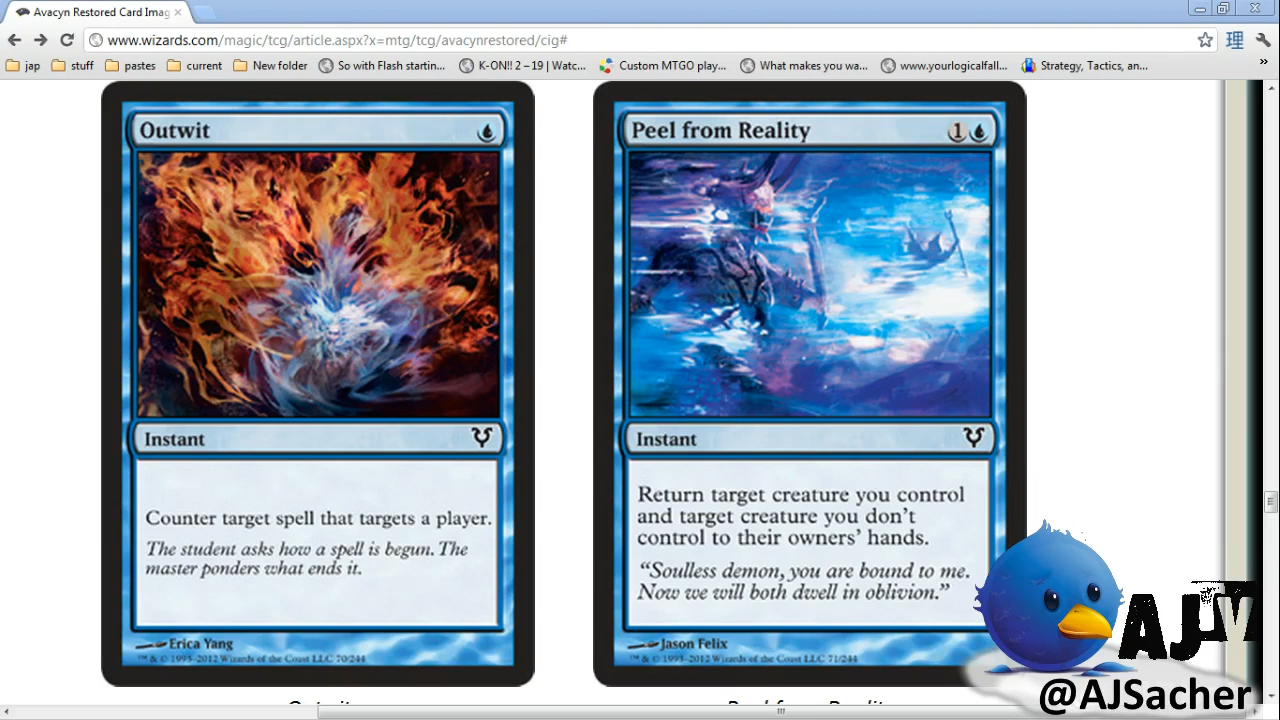 Avacyn Restored Card Imag
www.wizards.com/magic/tcg/article.aspx?x=mtg/tcg/avacynrestored/cig#
jap stuff pastes current New folder So with Flash startin... K-ON!! 2 – 19 | Watc... Custom MTGO play... What makes you wa... www.yourlogicalfall... Strategy, Tactics, an... »
Outwit
Instant
Counter target spell that targets a player.
The student asks how a spell is begun. The
master ponders what ends it.
Erica Yang
™ & © 1993–2012 Wizards of the Coast LLC 70/244
Outwit
Peel from Reality 1
Instant
Return target creature you control
and target creature you don't
control to their owners' hands.
"Soulless demon, you are bound to me.
Now we will both dwell in oblivion."
Jason Felix
™ & © 1993–2012 Wizards of the Coast LLC 71/244
Peel from Reality
AJ
@AJSacher